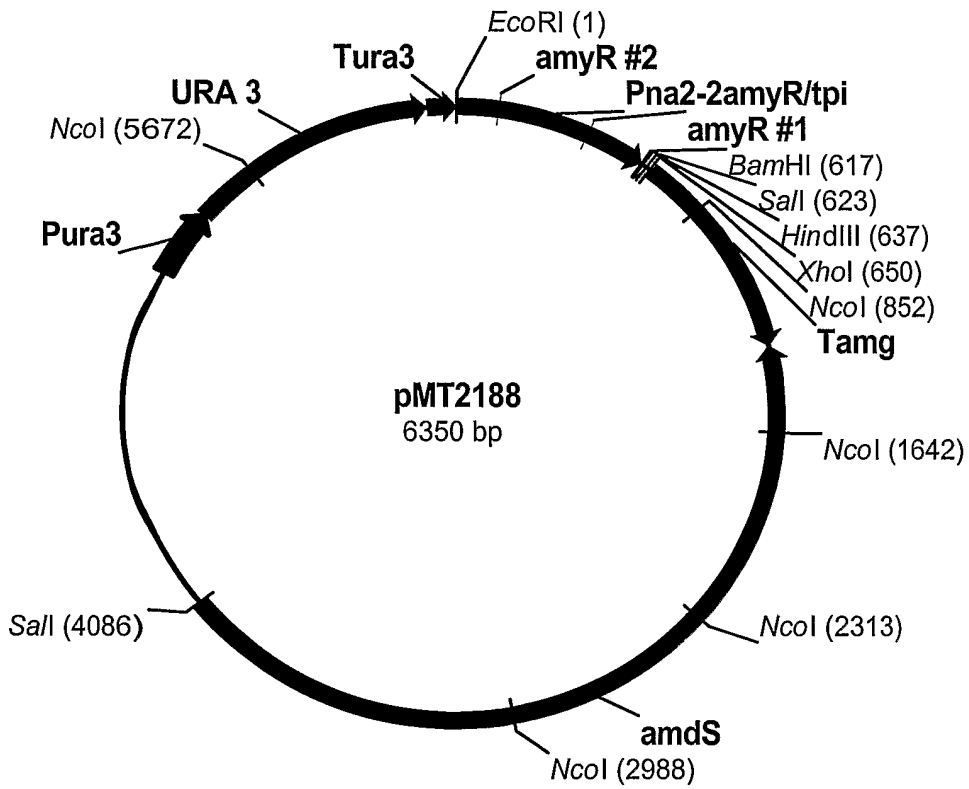 EcoRI (1)
Tura3
amyR #2
URA 3
Pna2-2amyR/tpi
NcoI (5672)
amyR #1
BamHI (617)
SalI (623)
Pura3
HindIII (637)
XhoI (650)
NcoI (852)
Tamg
pMT2188
6350 bp
NcoI (1642)
SalI (4086)
NcoI (2313)
amdS
NcoI (2988)